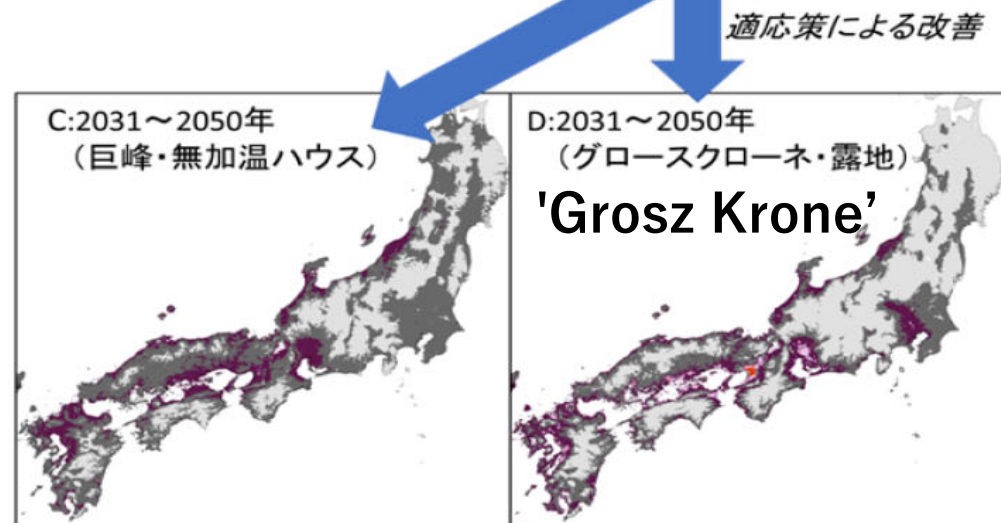 適応策による改善
C:2031～2050年
（巨峰・無加温ハウス）
D:2031～2050年
（グロースクローネ・露地）
'Grosz Krone’